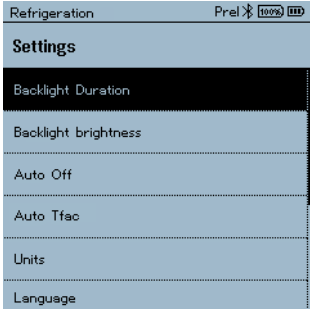 Refrigeration Prel 100%
Settings
Backlight Duration
Backlight brightness
Auto Off
Auto Tfac
Units
Language